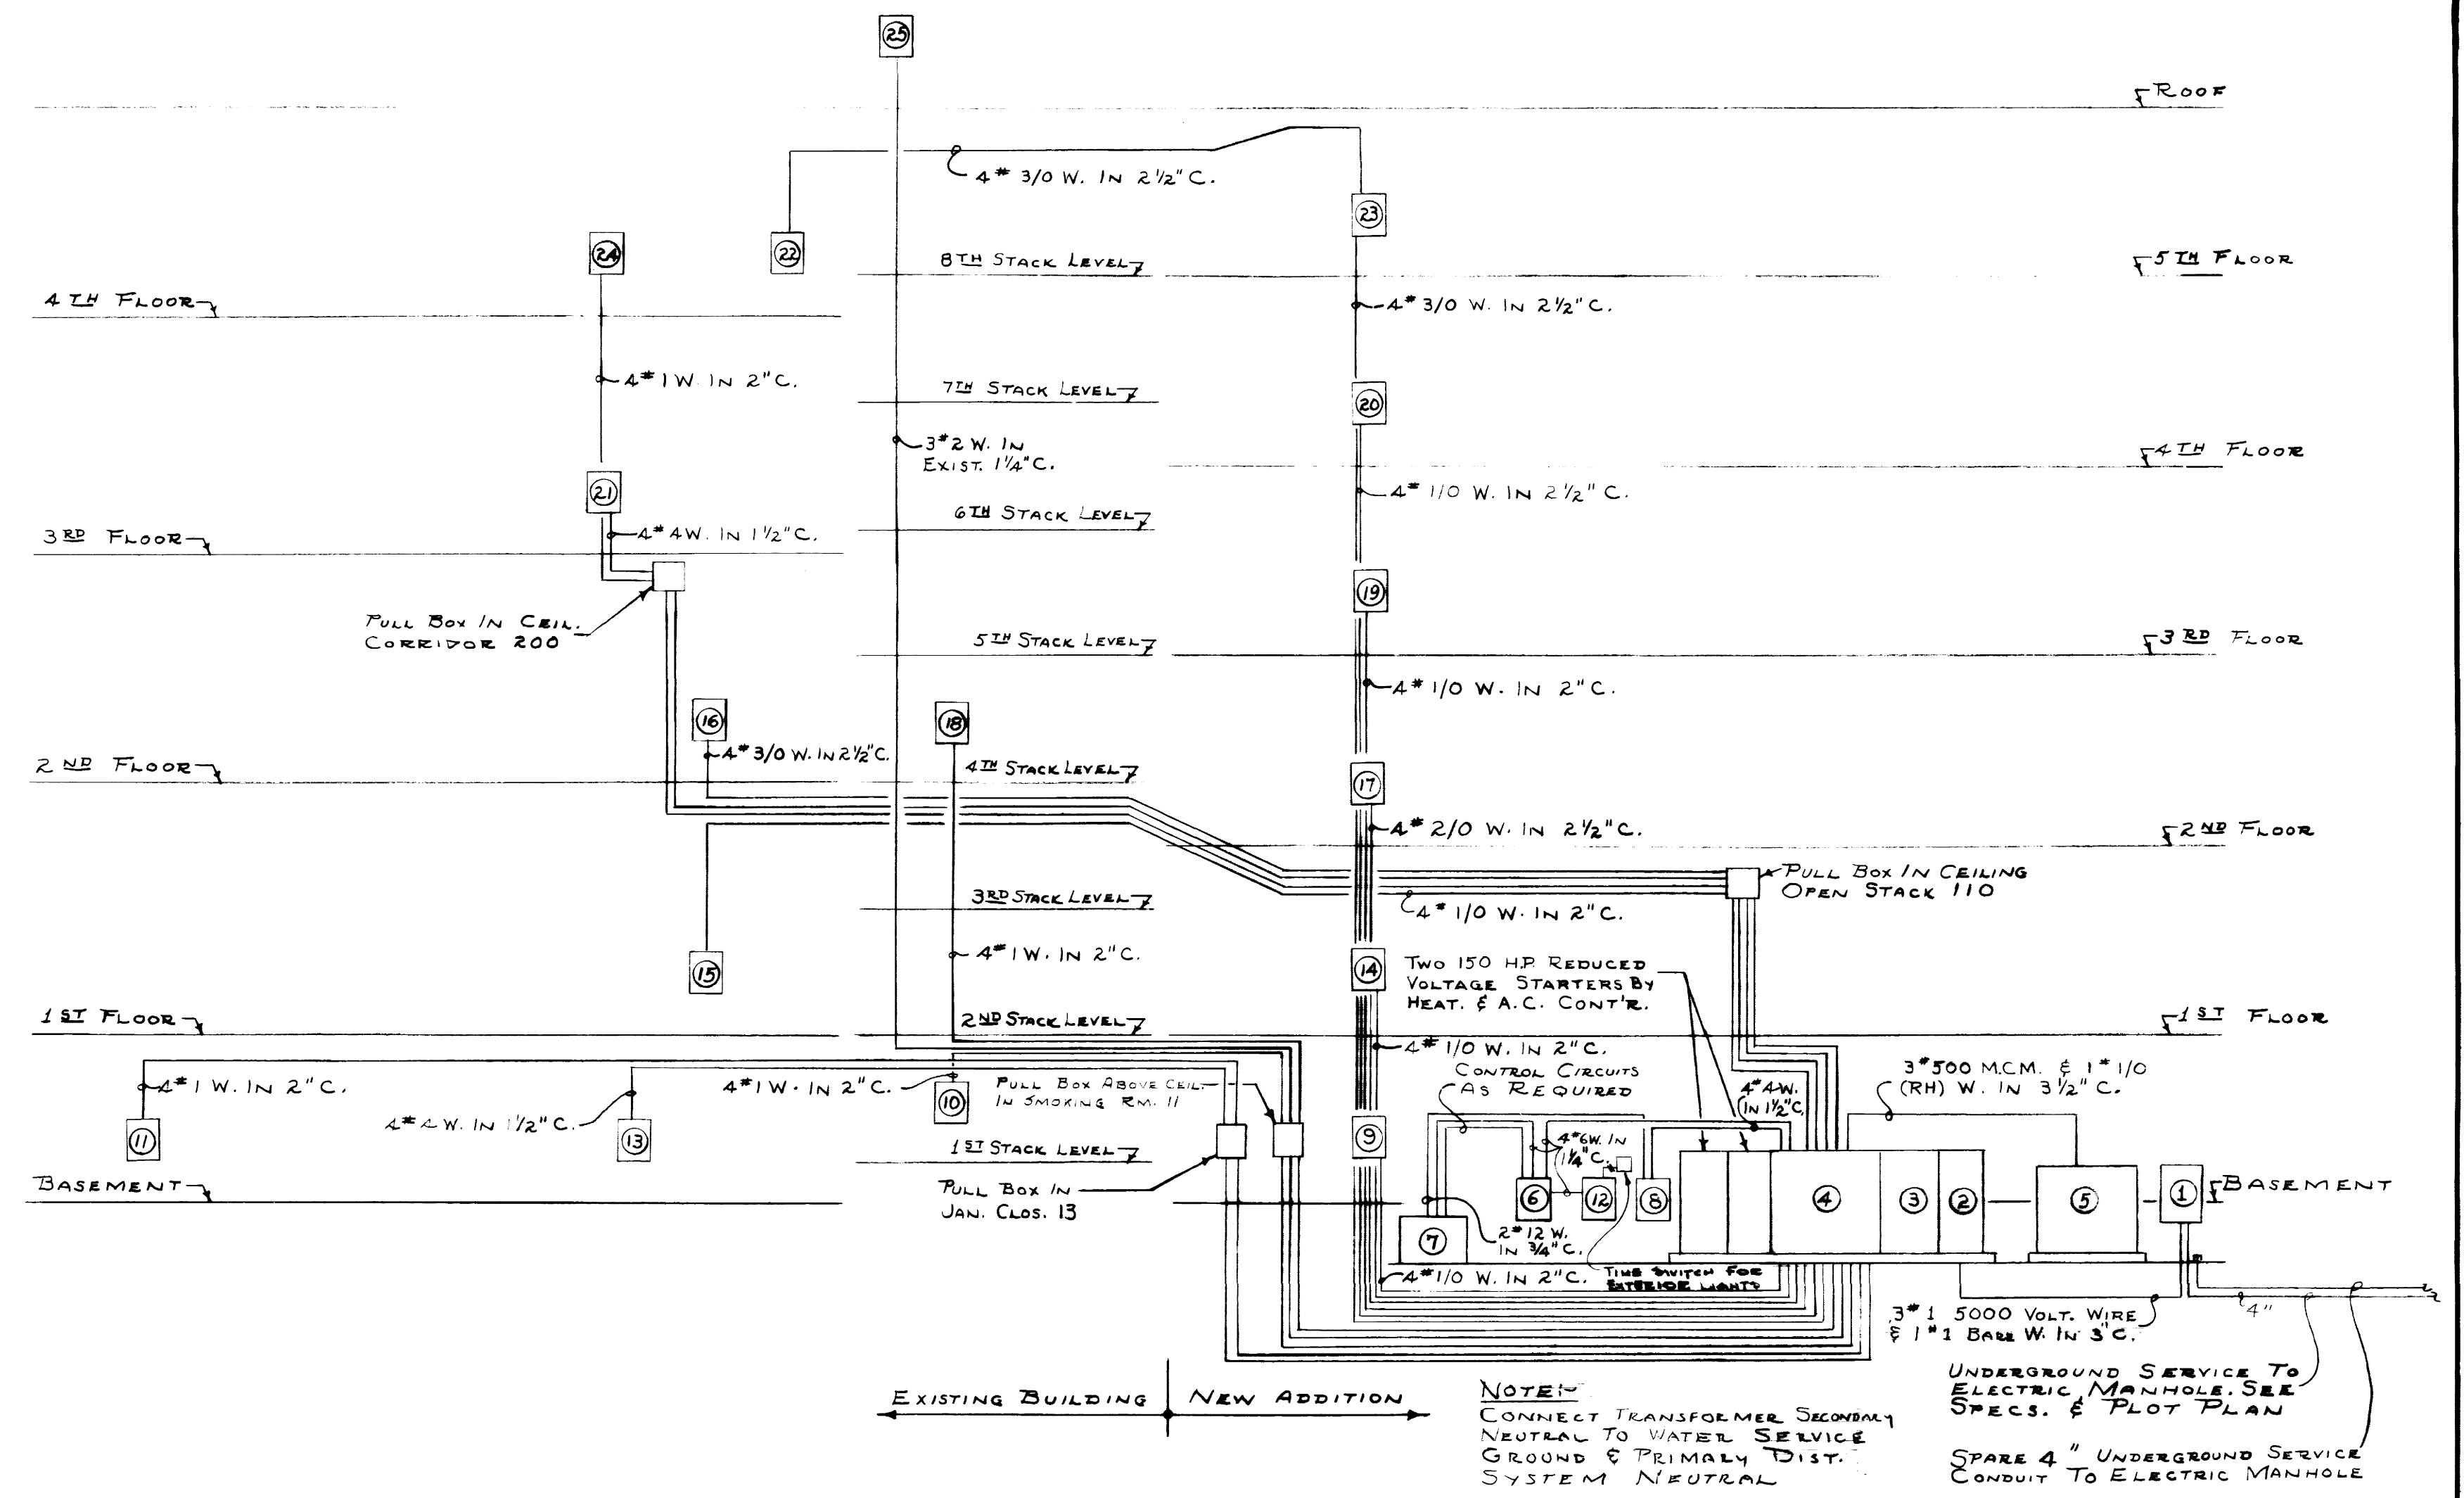 25
ROOF
4# 3/0 W. IN 2½" C.
23
24
22
8TH STACK LEVEL
5TH FLOOR
4TH FLOOR
4# 3/0 W. IN 2½" C.
4# 1 W. IN 2" C.
7TH STACK LEVEL
20
3# 2 W. IN
EXIST. 1¼" C.
4TH FLOOR
21
4# 1/0 W. IN 2½" C.
6TH STACK LEVEL
3RD FLOOR
4# 4 W. IN 1½" C.
19
PULL BOX IN CEIL.
CORRIDOR 200
5TH STACK LEVEL
3RD FLOOR
4# 1/0 W. IN 2" C.
16
18
4# 3/0 W. IN 2½" C.
2ND FLOOR
4TH STACK LEVEL
17
4# 2/0 W. IN 2½" C.
2ND FLOOR
PULL BOX IN CEILING
OPEN STACK 110
3RD STACK LEVEL
4# 1/0 W. IN 2" C.
4# 1 W. IN 2" C.
15
14
TWO 150 H.P. REDUCED
VOLTAGE STARTERS BY
HEAT. & A.C. CONT'R.
1ST FLOOR
2ND STACK LEVEL
1ST FLOOR
4# 1/0 W. IN 2" C.
CONTROL CIRCUITS
AS REQUIRED
3# 500 M.C.M. & 1# 1/0
(RH) W. IN 3½" C.
4# 1 W. IN 2" C.
4# 4 W. IN 1½" C.
4# 1 W. IN 2" C.
10
PULL BOX ABOVE CEIL.
IN SMOKING RM. 11
4# 4 W.
IN 1½" C.
11
13
9
4# 6 W. IN
1¼" C.
1ST STACK LEVEL
BASEMENT
PULL BOX IN
JAN. CLOS. 13
7
6
12
8
4
3
2
5
1
BASEMENT
2# 12 W.
IN ¾" C.
4# 1/0 W. IN 2" C.
TIME SWITCH FOR
EXTERIOR LIGHTS
3# 1 5000 VOLT. WIRE
& 1# 1 BARE W. IN 3" C.
4"
UNDERGROUND SERVICE TO
ELECTRIC MANHOLE. SEE
SPECS. & PLOT PLAN
EXISTING BUILDING
NEW ADDITION
NOTE:-
CONNECT TRANSFORMER SECONDARY
NEUTRAL TO WATER SERVICE
GROUND & PRIMARY DIST.
SYSTEM NEUTRAL
SPARE 4" UNDERGROUND SERVICE
CONDUIT TO ELECTRIC MANHOLE